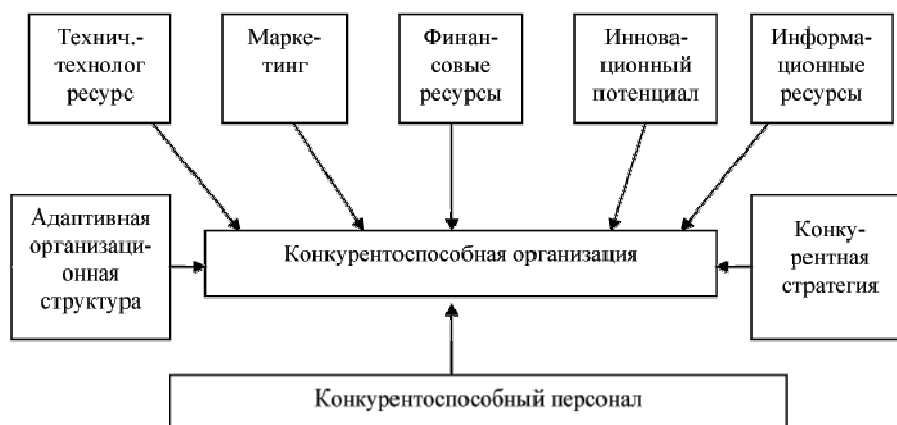 Технич.-
технолог
ресурс
Марке-
тинг
Финан-
совые
ресурсы
Иннова-
ционный
потенциал
Информа-
ционные
ресурсы
Адаптивная
организаци-
онная
структура
Конкурентоспособная организация
Конку-
рентная
стратегия
Конкурентоспособный персонал